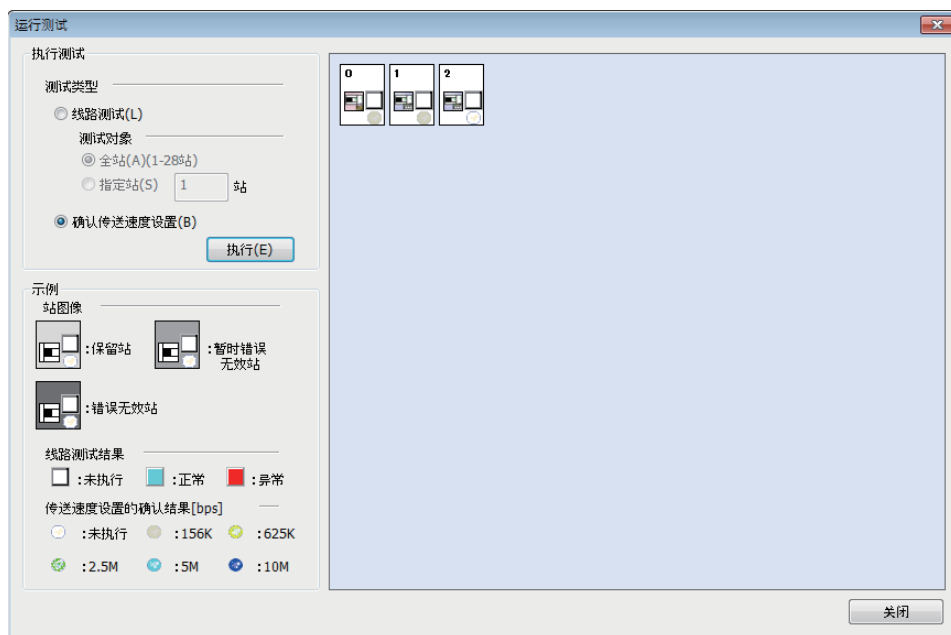 运行测试
执行测试
测试类型
线路测试(L)
测试对象
全站(A)(1-28站)
指定站(S) 1 站
确认传送速度设置(B)
执行(E)
示例
站图像
:保留站 :暂时错误
无效站
:错误无效站
线路测试结果
:未执行 :正常 :异常
传送速度设置的确认结果[bps]
:未执行 :156K :625K
:2.5M :5M :10M
0 1 2
关闭